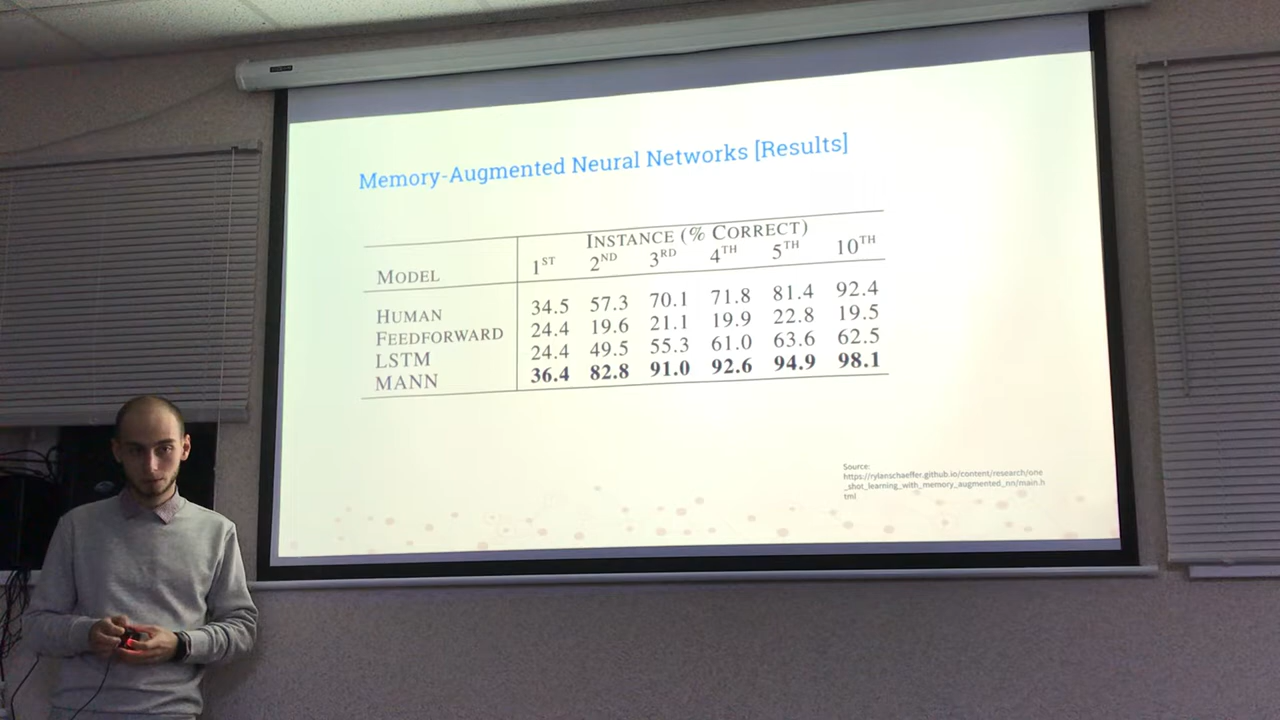 Memory-Augmented Neural Networks [Results]
INSTANCE (% CORRECT)
MODEL 1ST 2ND 3RD 4TH 5TH 10TH
HUMAN 34.5 57.3 70.1 71.8 81.4 92.4
FEEDFORWARD 24.4 19.6 21.1 19.9 22.8 19.5
LSTM 24.4 49.5 55.3 61.0 63.6 62.5
MANN 36.4 82.8 91.0 92.6 94.9 98.1
Source:
https://rylanschaeffer.github.io/content/research/one
_shot_learning_with_memory_augmented_nn/main.h
tml